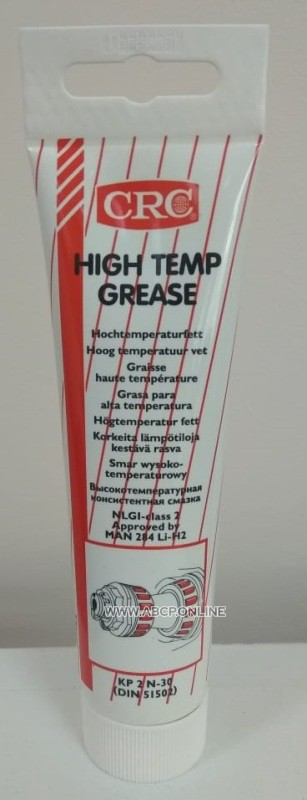 CRC®
HIGH TEMP
GREASE
Hochtemperaturfett
Hoog temperatuur vet
Graisse
haute température
Grasa para
alta temperatura
Högtemperatur fett
Korkeita lämpötiloja
kestävä rasva
Smar wysoko-
temperaturowy
Высокотемпературная
консистентная смазка
NLGI-class 2
Approved by
MAN 284 Li-H2
WWW.ABCP.ONLINE
KP 2 N-30
(DIN 51502)